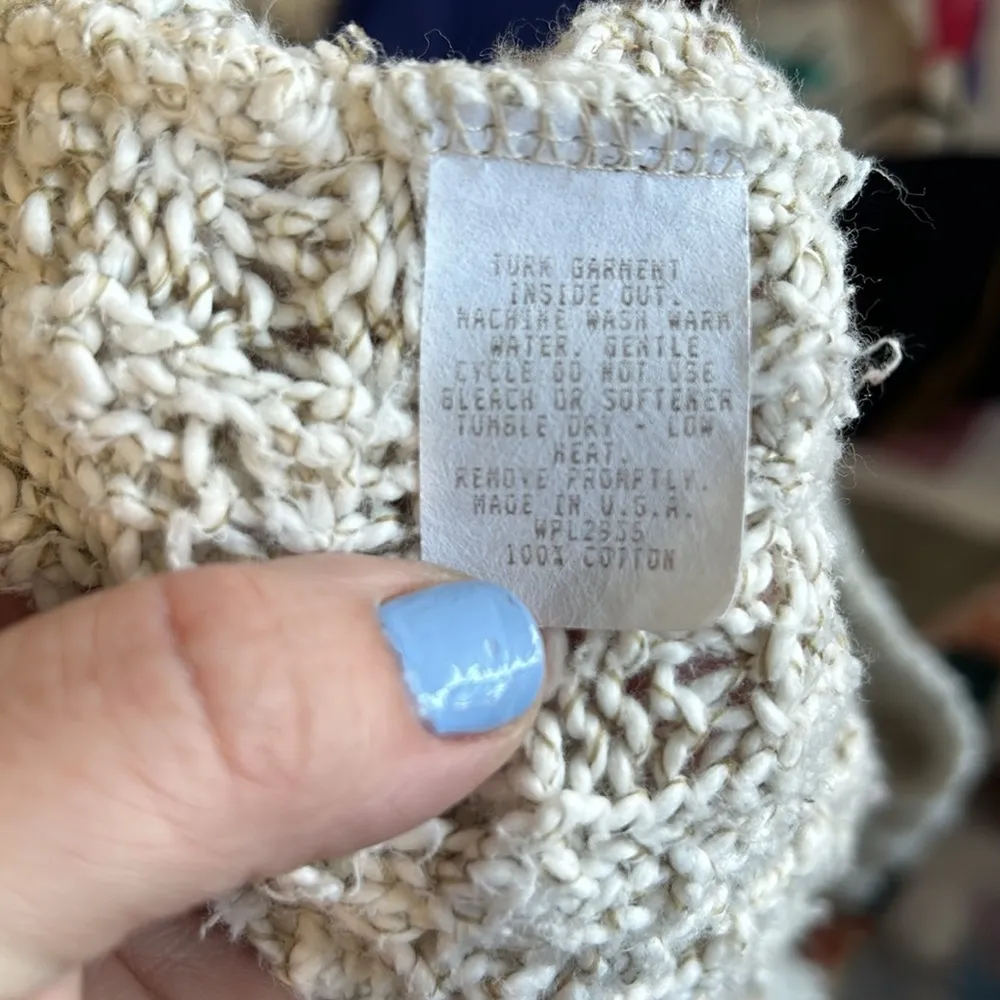 TURN GARMENT
INSIDE OUT.
MACHINE WASH WARM
WATER. GENTLE
CYCLE DO NOT USE
BLEACH OR SOFTENER
TUMBLE DRY - LOW
HEAT.
REMOVE PROMPTLY.
MADE IN U.S.A.
WPL2956
100% COTTON